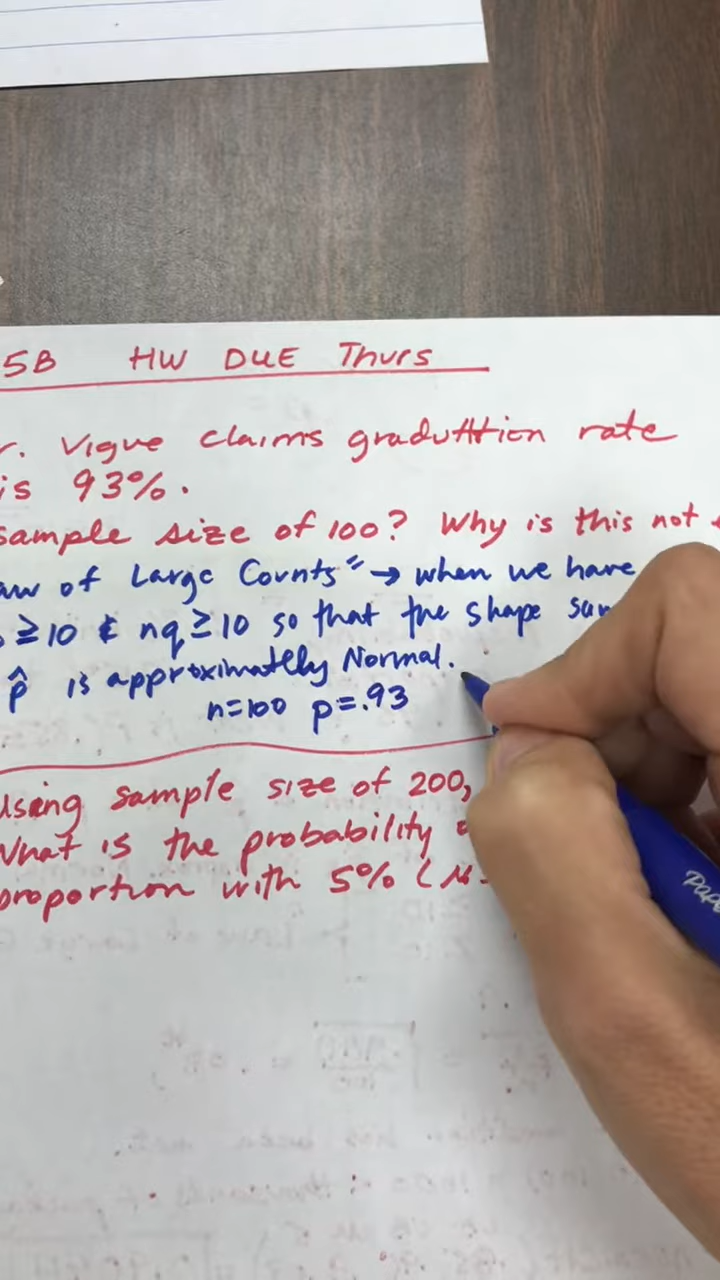 5B HW DUE Thurs
r. Vigue claims graduttion rate
is 93%.
sample size of 100? Why is this not
aw of Large Counts" → when we have
≥10 & nq ≥10 so that the shape
p̂ is approximately Normal.
n=100 p=.93
Using sample size of 200,
What is the probability
proportion with 5% (